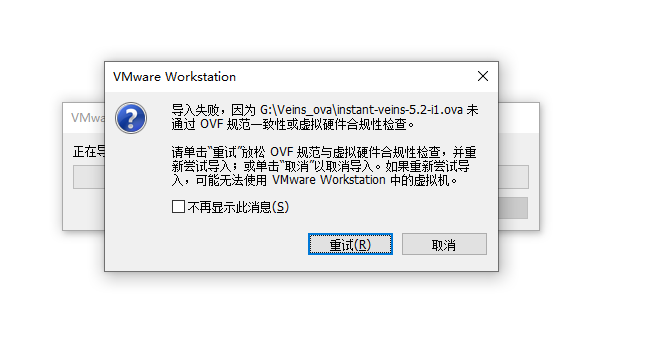 VMware Workstation
导入失败，因为 G:\Veins_ova\instant-veins-5.2-i1.ova 未
通过 OVF 规范一致性或虚拟硬件合规性检查。
请单击“重试”放松 OVF 规范与虚拟硬件合规性检查，并重
新尝试导入；或单击“取消”以取消导入。如果重新尝试导
入，可能无法使用 VMware Workstation 中的虚拟机。
不再显示此消息(S)
重试(R)
取消
VMwa
正在导